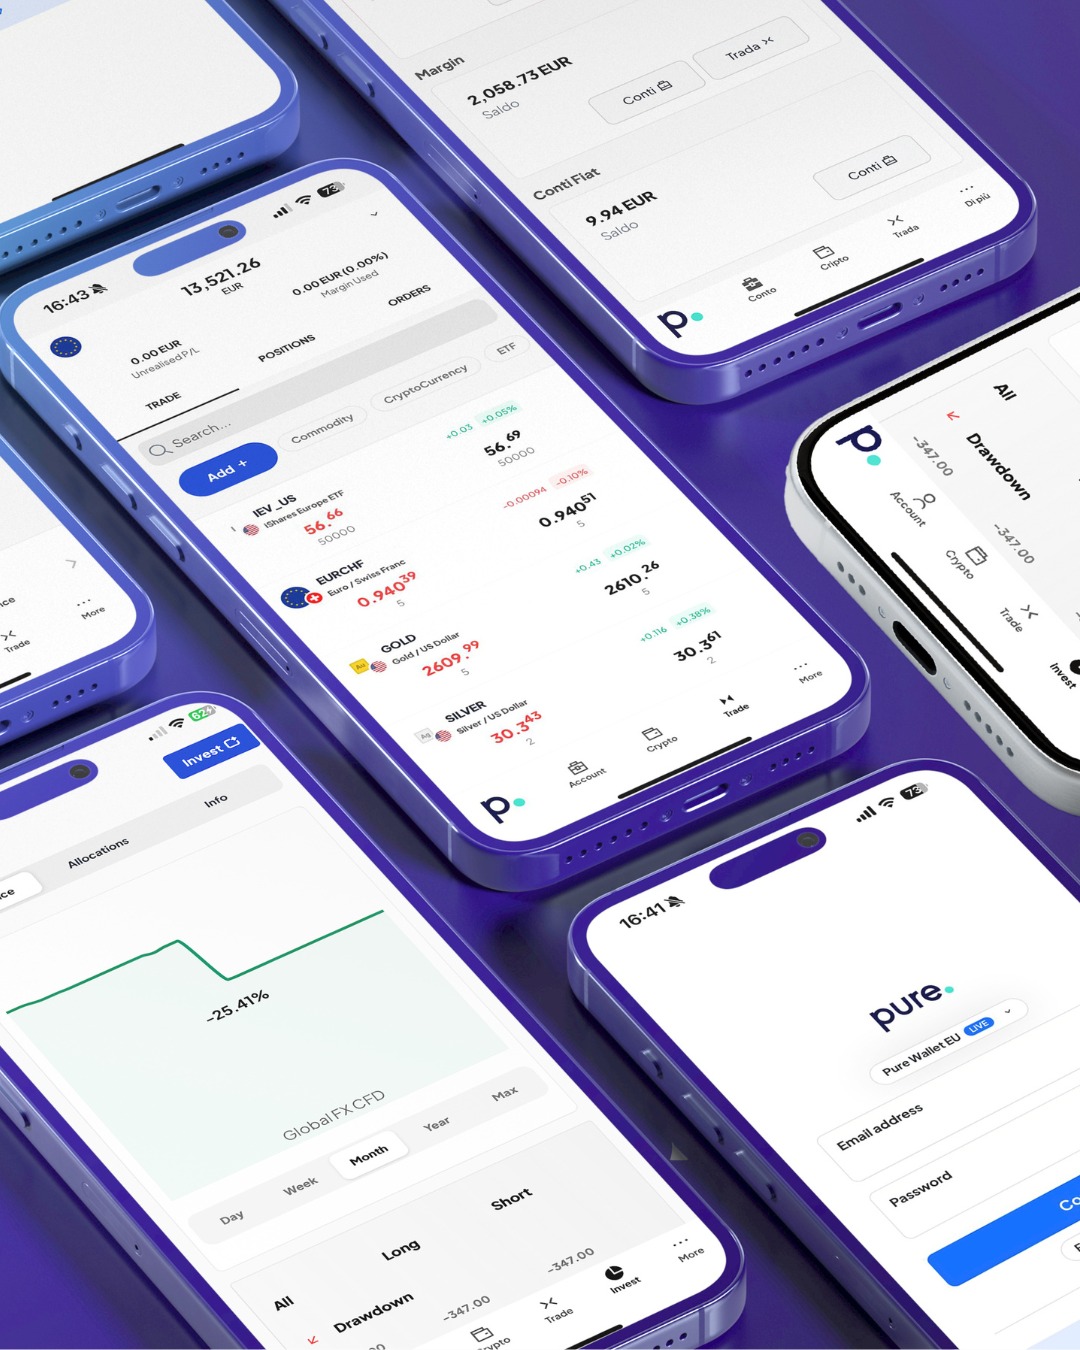 Margin
2,058.73 EUR
Saldo
Conti
Trada
Conti Fiat
9.94 EUR
Saldo
Conti
Conto
Cripto
Trada
Di più
p.
16:43
73
13,521.26
EUR
0.00 EUR (0.00%)
Margin Used
0.00 EUR
Unrealised P/L
TRADE
POSITIONS
ORDERS
Search...
Add +
Commodity
CryptoCurrency
ETF
IEV_US
iShares Europe ETF
56.66
50000
+0.03
+0.05%
56.69
50000
EURCHF
Euro / Swiss Franc
0.94039
5
-0.00094
-0.10%
0.94051
5
Au
GOLD
Gold / US Dollar
2609.99
5
+0.43
+0.02%
2610.26
5
Ag
SILVER
Silver / US Dollar
30.343
2
+0.116
+0.38%
30.361
2
p.
Account
Crypto
Trade
More
Trade
More
All
Drawdown
-347.00
-347.00
p.
Account
Crypto
Trade
Invest
62
Invest
Allocations
Info
-25.41%
Global FX CFD
Day
Week
Month
Year
Max
All
Long
Short
Drawdown
-347.00
-347.00
Trade
Invest
More
16:41
73
pure.
Pure Wallet EU
LIVE
Email address
Password